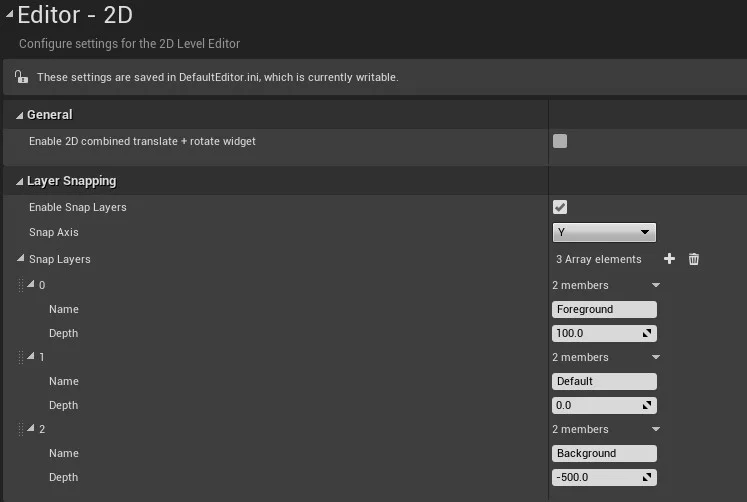 Editor - 2D
Configure settings for the 2D Level Editor
These settings are saved in DefaultEditor.ini, which is currently writable.
General
Enable 2D combined translate + rotate widget
Layer Snapping
Enable Snap Layers
Snap Axis Y
Snap Layers 3 Array elements
0 2 members
Name Foreground
Depth 100.0
1 2 members
Name Default
Depth 0.0
2 2 members
Name Background
Depth -500.0